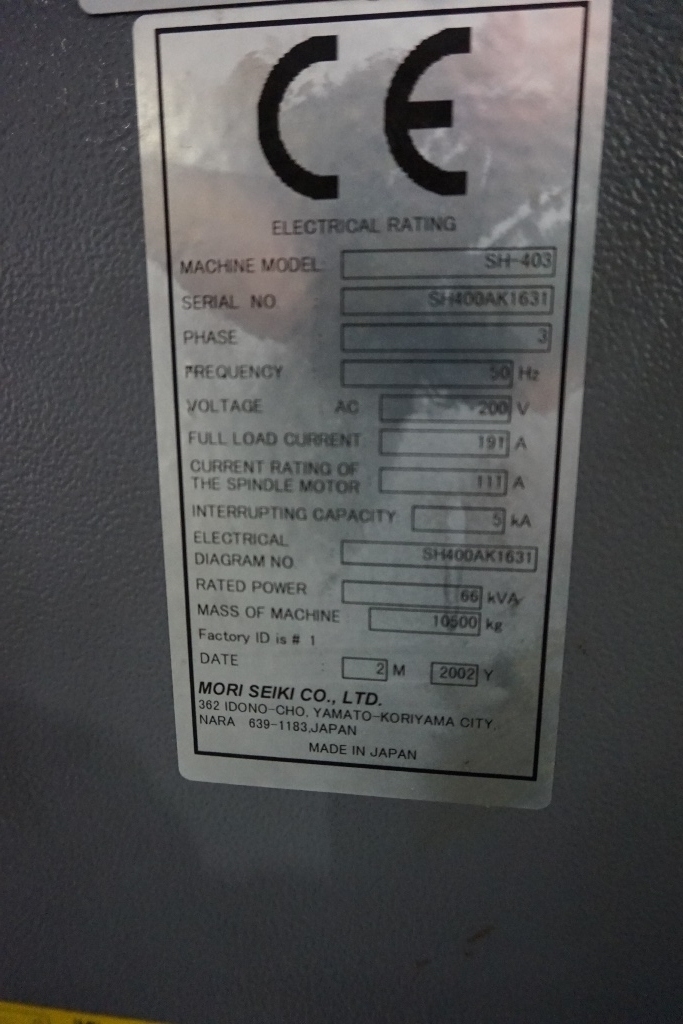 CE
ELECTRICAL RATING
MACHINE MODEL SH-403
SERIAL NO. SH400AK1631
PHASE 3
FREQUENCY 50 Hz
VOLTAGE AC 200 V
FULL LOAD CURRENT 191 A
CURRENT RATING OF
THE SPINDLE MOTOR 111 A
INTERRUPTING CAPACITY 5 kA
ELECTRICAL
DIAGRAM NO. SH400AK1631
RATED POWER 66 kVA
MASS OF MACHINE 10500 kg
Factory ID is # 1
DATE 2 M 2002 Y
MORI SEIKI CO., LTD.
362 IDONO-CHO, YAMATO-KORIYAMA CITY,
NARA 639-1183,JAPAN
MADE IN JAPAN